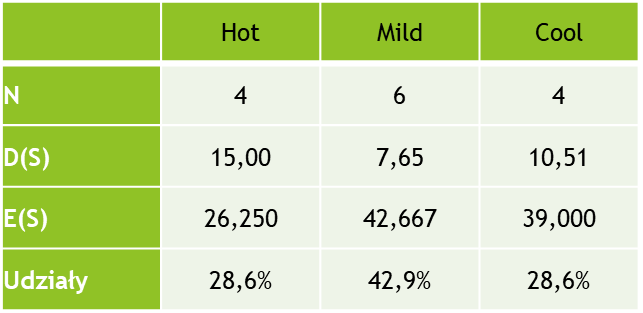 Hot Mild Cool
N 4 6 4
D(S) 15,00 7,65 10,51
E(S) 26,250 42,667 39,000
Udziały 28,6% 42,9% 28,6%